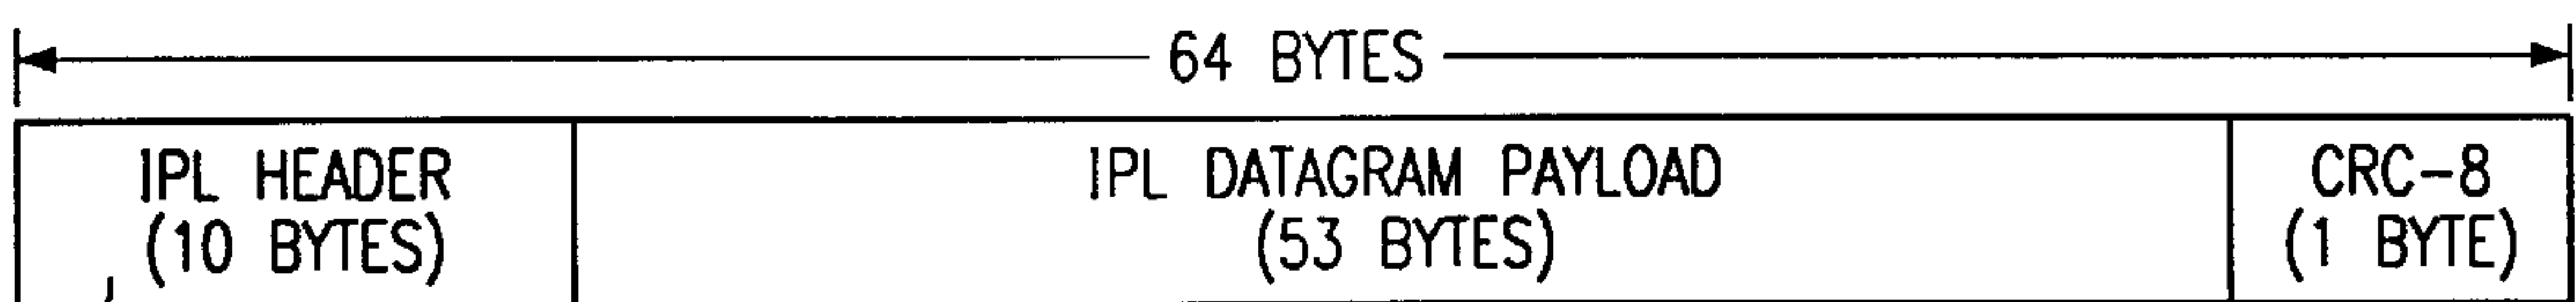 64 BYTES
IPL HEADER
(10 BYTES)
IPL DATAGRAM PAYLOAD
(53 BYTES)
CRC-8
(1 BYTE)